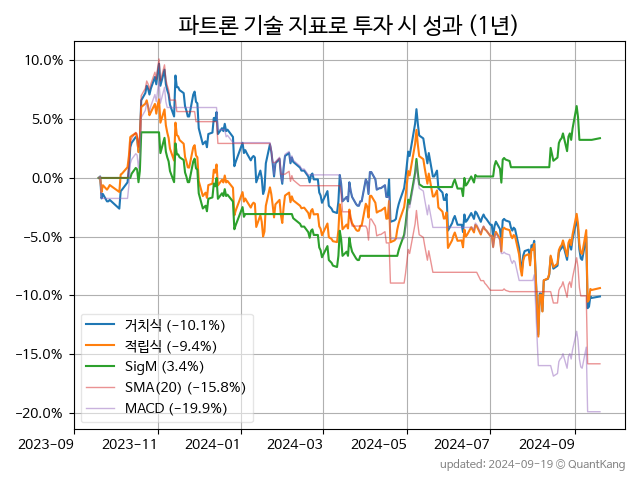 파트론 기술 지표로 투자 시 성과 (1년)
10.0%
5.0%
0.0%
−5.0%
−10.0%
−15.0%
−20.0%
거치식 (−10.1%)
적립식 (−9.4%)
SigM (3.4%)
SMA(20) (−15.8%)
MACD (−19.9%)
2023-09 2023-11 2024-01 2024-03 2024-05 2024-07 2024-09
updated: 2024-09-19 © QuantKang